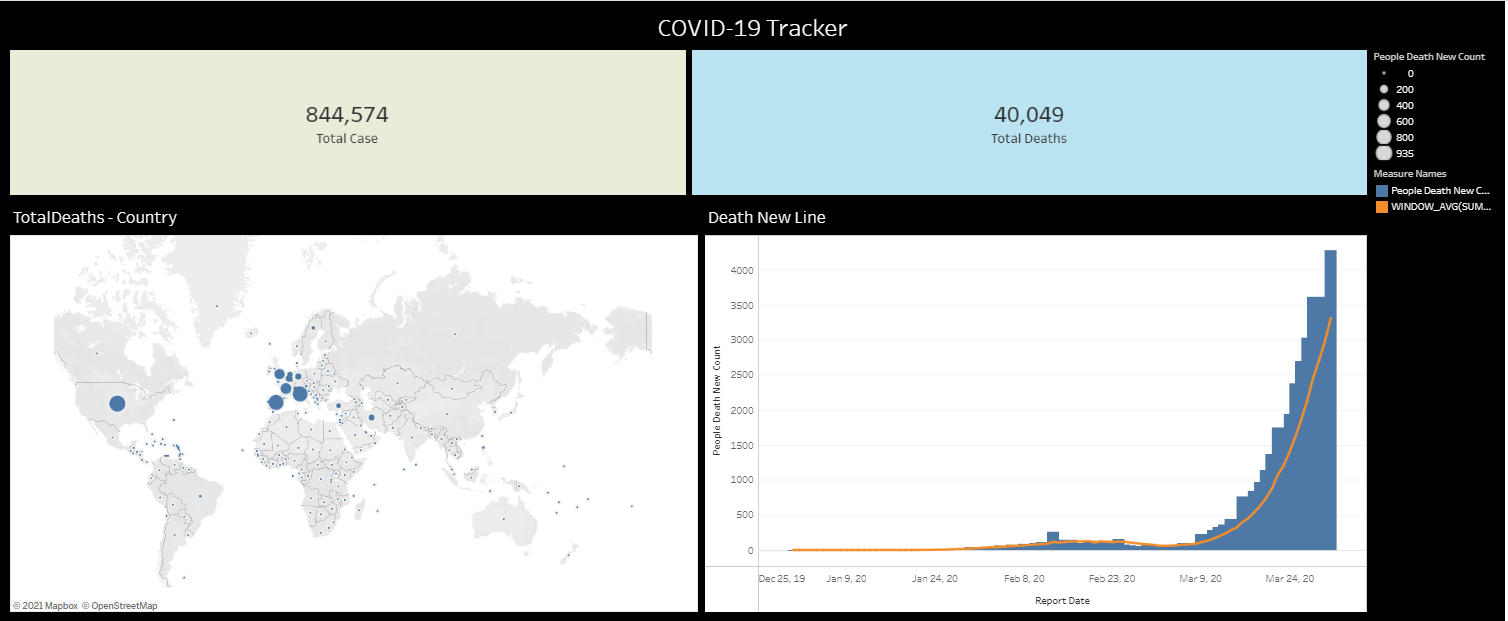 COVID-19 Tracker
844,574
Total Case
40,049
Total Deaths
People Death New Count
0
200
400
600
800
935
Measure Names
People Death New C...
WINDOW_AVG(SUM...
TotalDeaths - Country
© 2021 Mapbox © OpenStreetMap
Death New Line
People Death New Count
4000
3500
3000
2500
2000
1500
1000
500
0
Dec 25, 19 Jan 9, 20 Jan 24, 20 Feb 8, 20 Feb 23, 20 Mar 9, 20 Mar 24, 20
Report Date